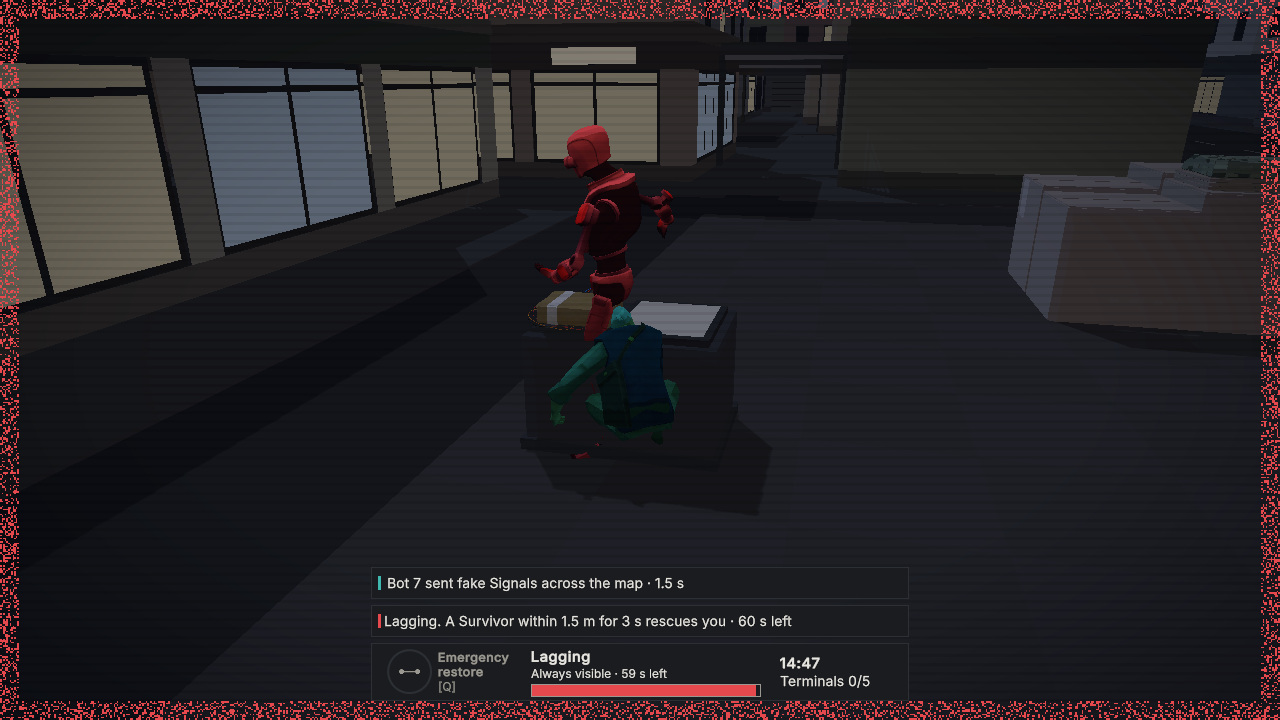 Bot 7 sent fake Signals across the map · 1.5 s
Lagging. A Survivor within 1.5 m for 3 s rescues you · 60 s left
Emergency
restore
[Q]
Lagging
Always visible · 59 s left
14:47
Terminals 0/5